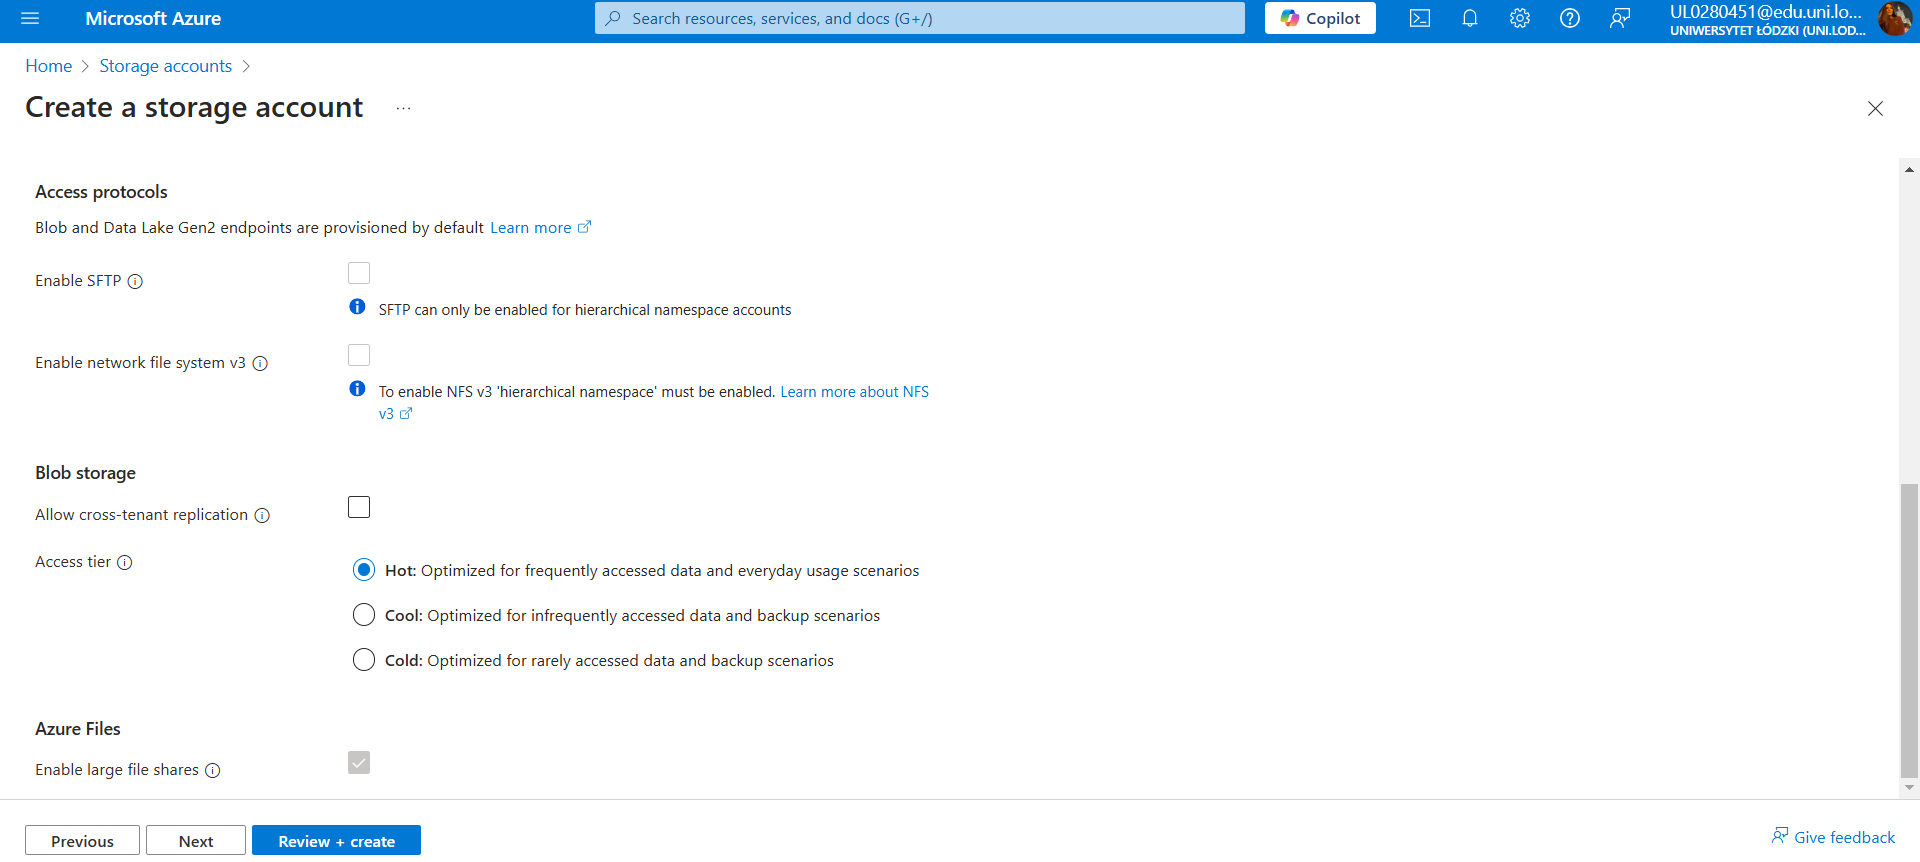 Microsoft Azure
Search resources, services, and docs (G+/)
Copilot
UL0280451@edu.uni.lo...
UNIWERSYTET ŁÓDZKI (UNI.LOD...
Home
Storage accounts
Create a storage account
...
Access protocols
Blob and Data Lake Gen2 endpoints are provisioned by default Learn more
Enable SFTP
SFTP can only be enabled for hierarchical namespace accounts
Enable network file system v3
To enable NFS v3 'hierarchical namespace' must be enabled. Learn more about NFS
v3
Blob storage
Allow cross-tenant replication
Access tier
Hot: Optimized for frequently accessed data and everyday usage scenarios
Cool: Optimized for infrequently accessed data and backup scenarios
Cold: Optimized for rarely accessed data and backup scenarios
Azure Files
Enable large file shares
Previous
Next
Review + create
Give feedback